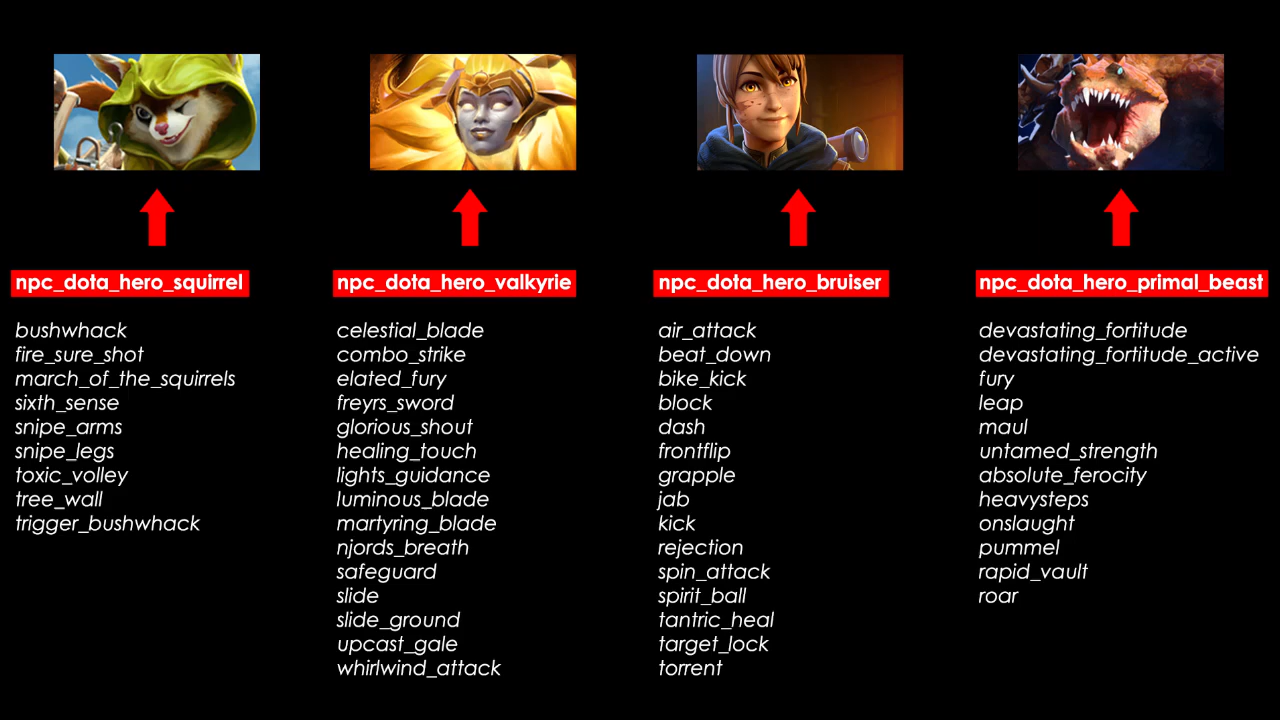 npc_dota_hero_squirrel
bushwhack
fire_sure_shot
march_of_the_squirrels
sixth_sense
snipe_arms
snipe_legs
toxic_volley
tree_wall
trigger_bushwhack
npc_dota_hero_valkyrie
celestial_blade
combo_strike
elated_fury
freyrs_sword
glorious_shout
healing_touch
lights_guidance
luminous_blade
martyring_blade
njords_breath
safeguard
slide
slide_ground
upcast_gale
whirlwind_attack
npc_dota_hero_bruiser
air_attack
beat_down
bike_kick
block
dash
frontflip
grapple
jab
kick
rejection
spin_attack
spirit_ball
tantric_heal
target_lock
torrent
npc_dota_hero_primal_beast
devastating_fortitude
devastating_fortitude_active
fury
leap
maul
untamed_strength
absolute_ferocity
heavysteps
onslaught
pummel
rapid_vault
roar